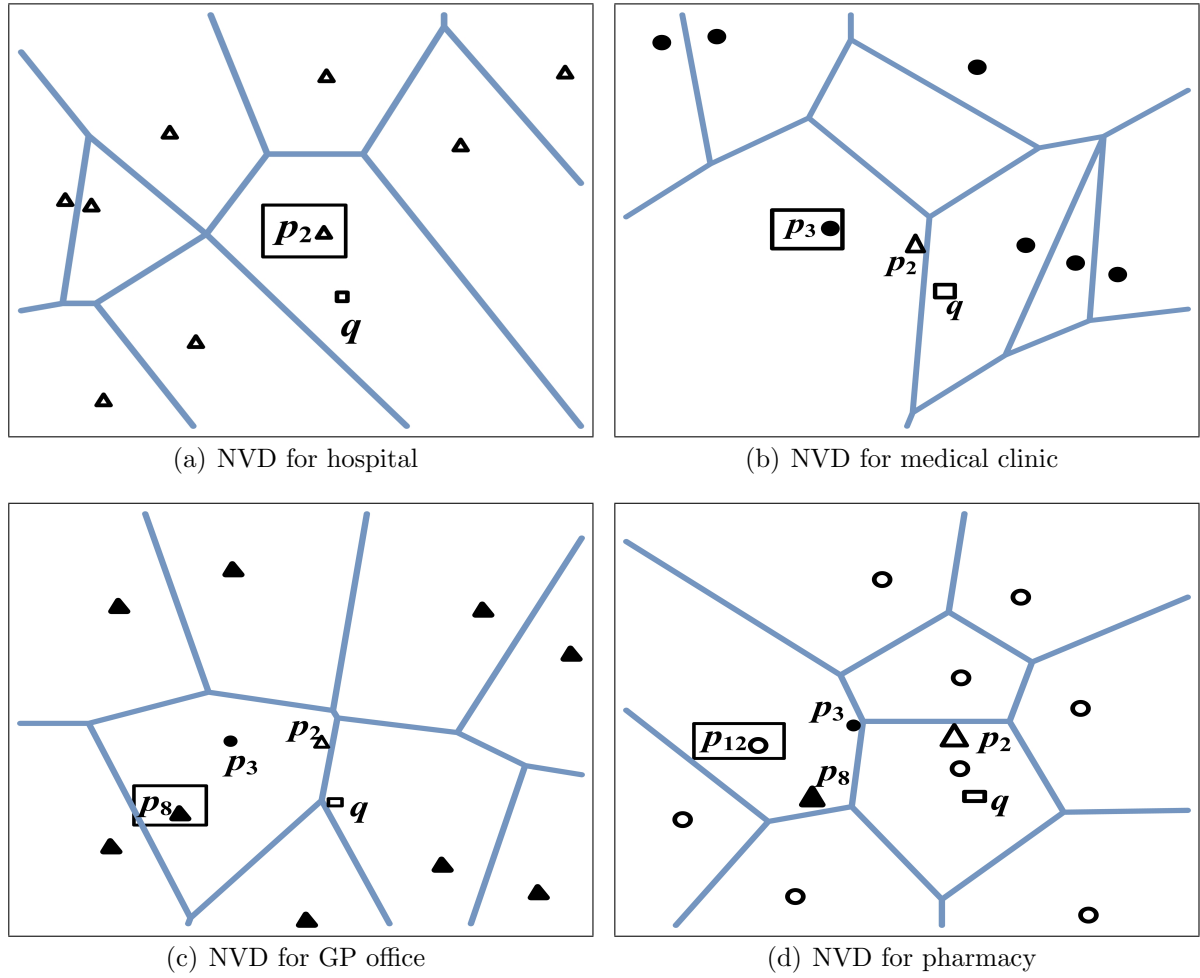 p₂
q
(a) NVD for hospital
p₃
p₂
q
(b) NVD for medical clinic
p₂
p₃
p₈
q
(c) NVD for GP office
p₃
p₁₂
p₂
p₈
q
(d) NVD for pharmacy